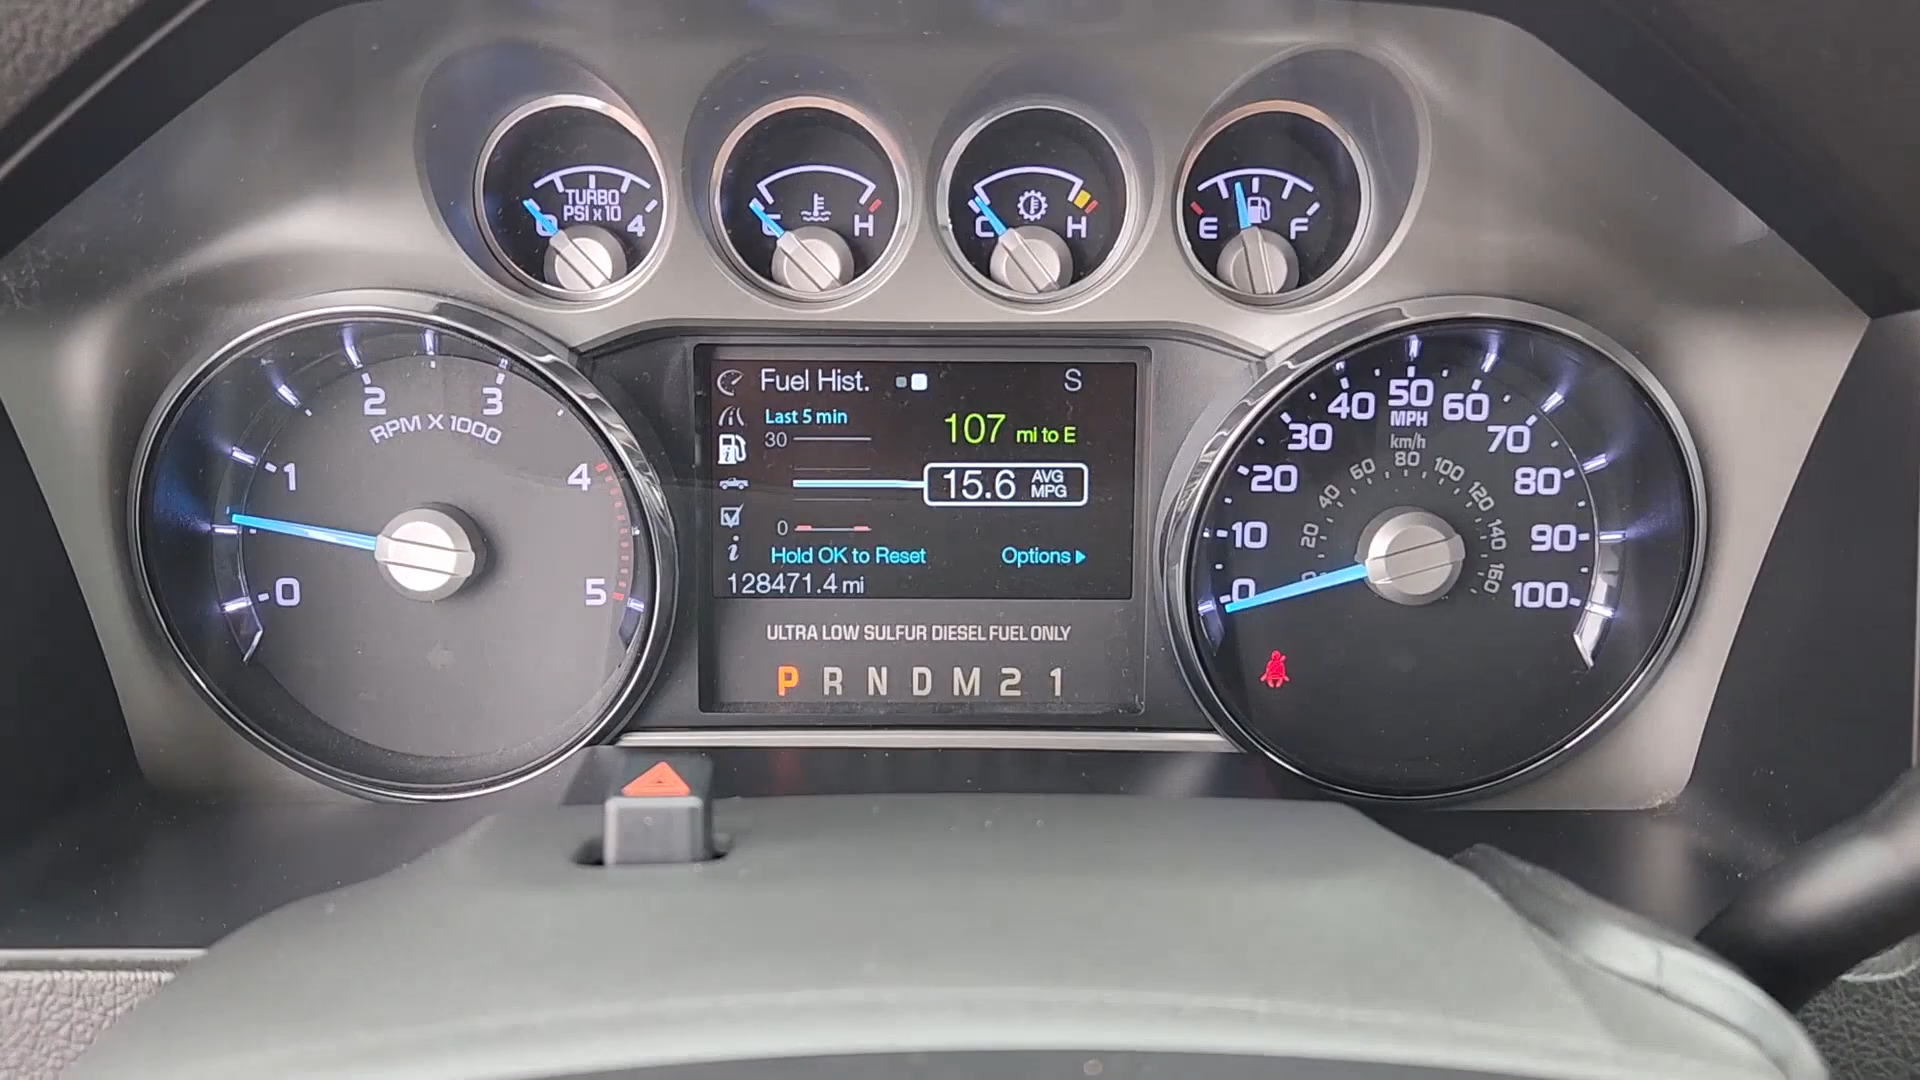 TURBO
PSI x 10
0 4
C H
C H
E F
0 1 2 3 4 5
RPM X 1000
Fuel Hist. S
Last 5 min
30
107 mi to E
15.6 AVG MPG
0
Hold OK to Reset Options
128471.4 mi
ULTRA LOW SULFUR DIESEL FUEL ONLY
P R N D M 2 1
0 10 20 30 40 50 60 70 80 90 100
MPH
km/h
20 40 60 80 100 120 140 160